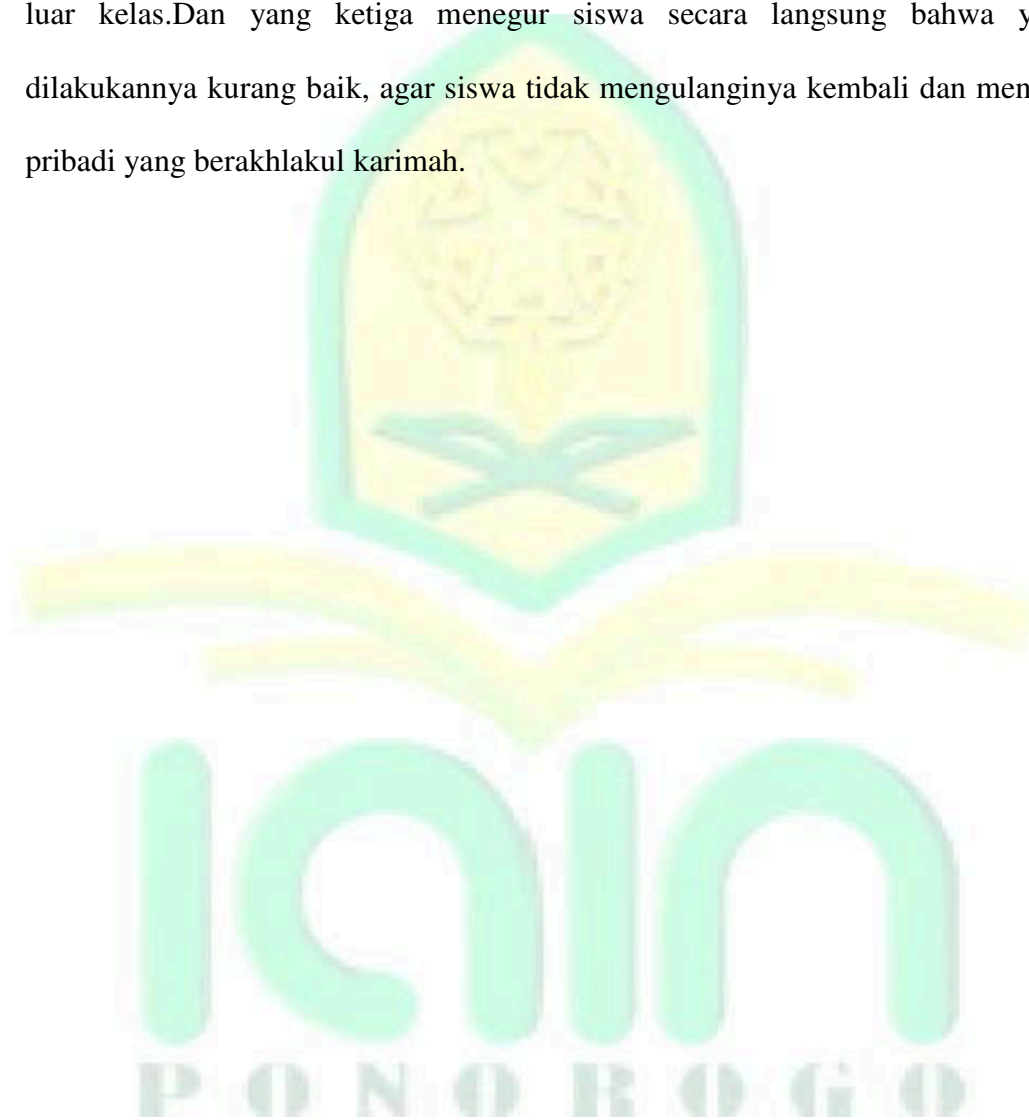 luar kelas.Dan yang ketiga menegur siswa secara langsung bahwa y
dilakukannya kurang baik, agar siswa tidak mengulanginya kembali dan men
pribadi yang berakhlakul karimah.
IAIN
PONOROGO